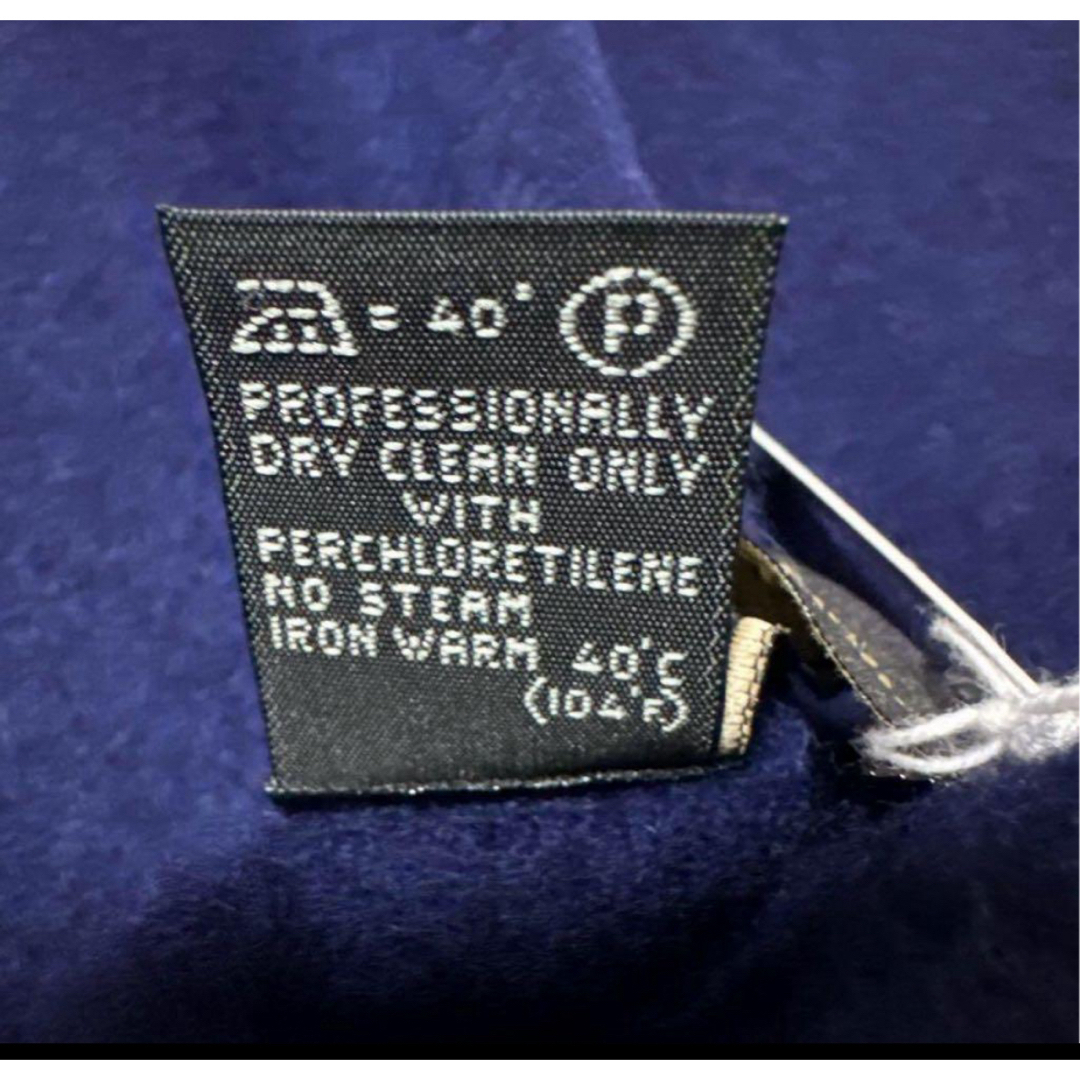 = 40° P
PROFESSIONALLY
DRY CLEAN ONLY
WITH
PERCHLORETILENE
NO STEAM
IRON WARM 40°C
(104°F)